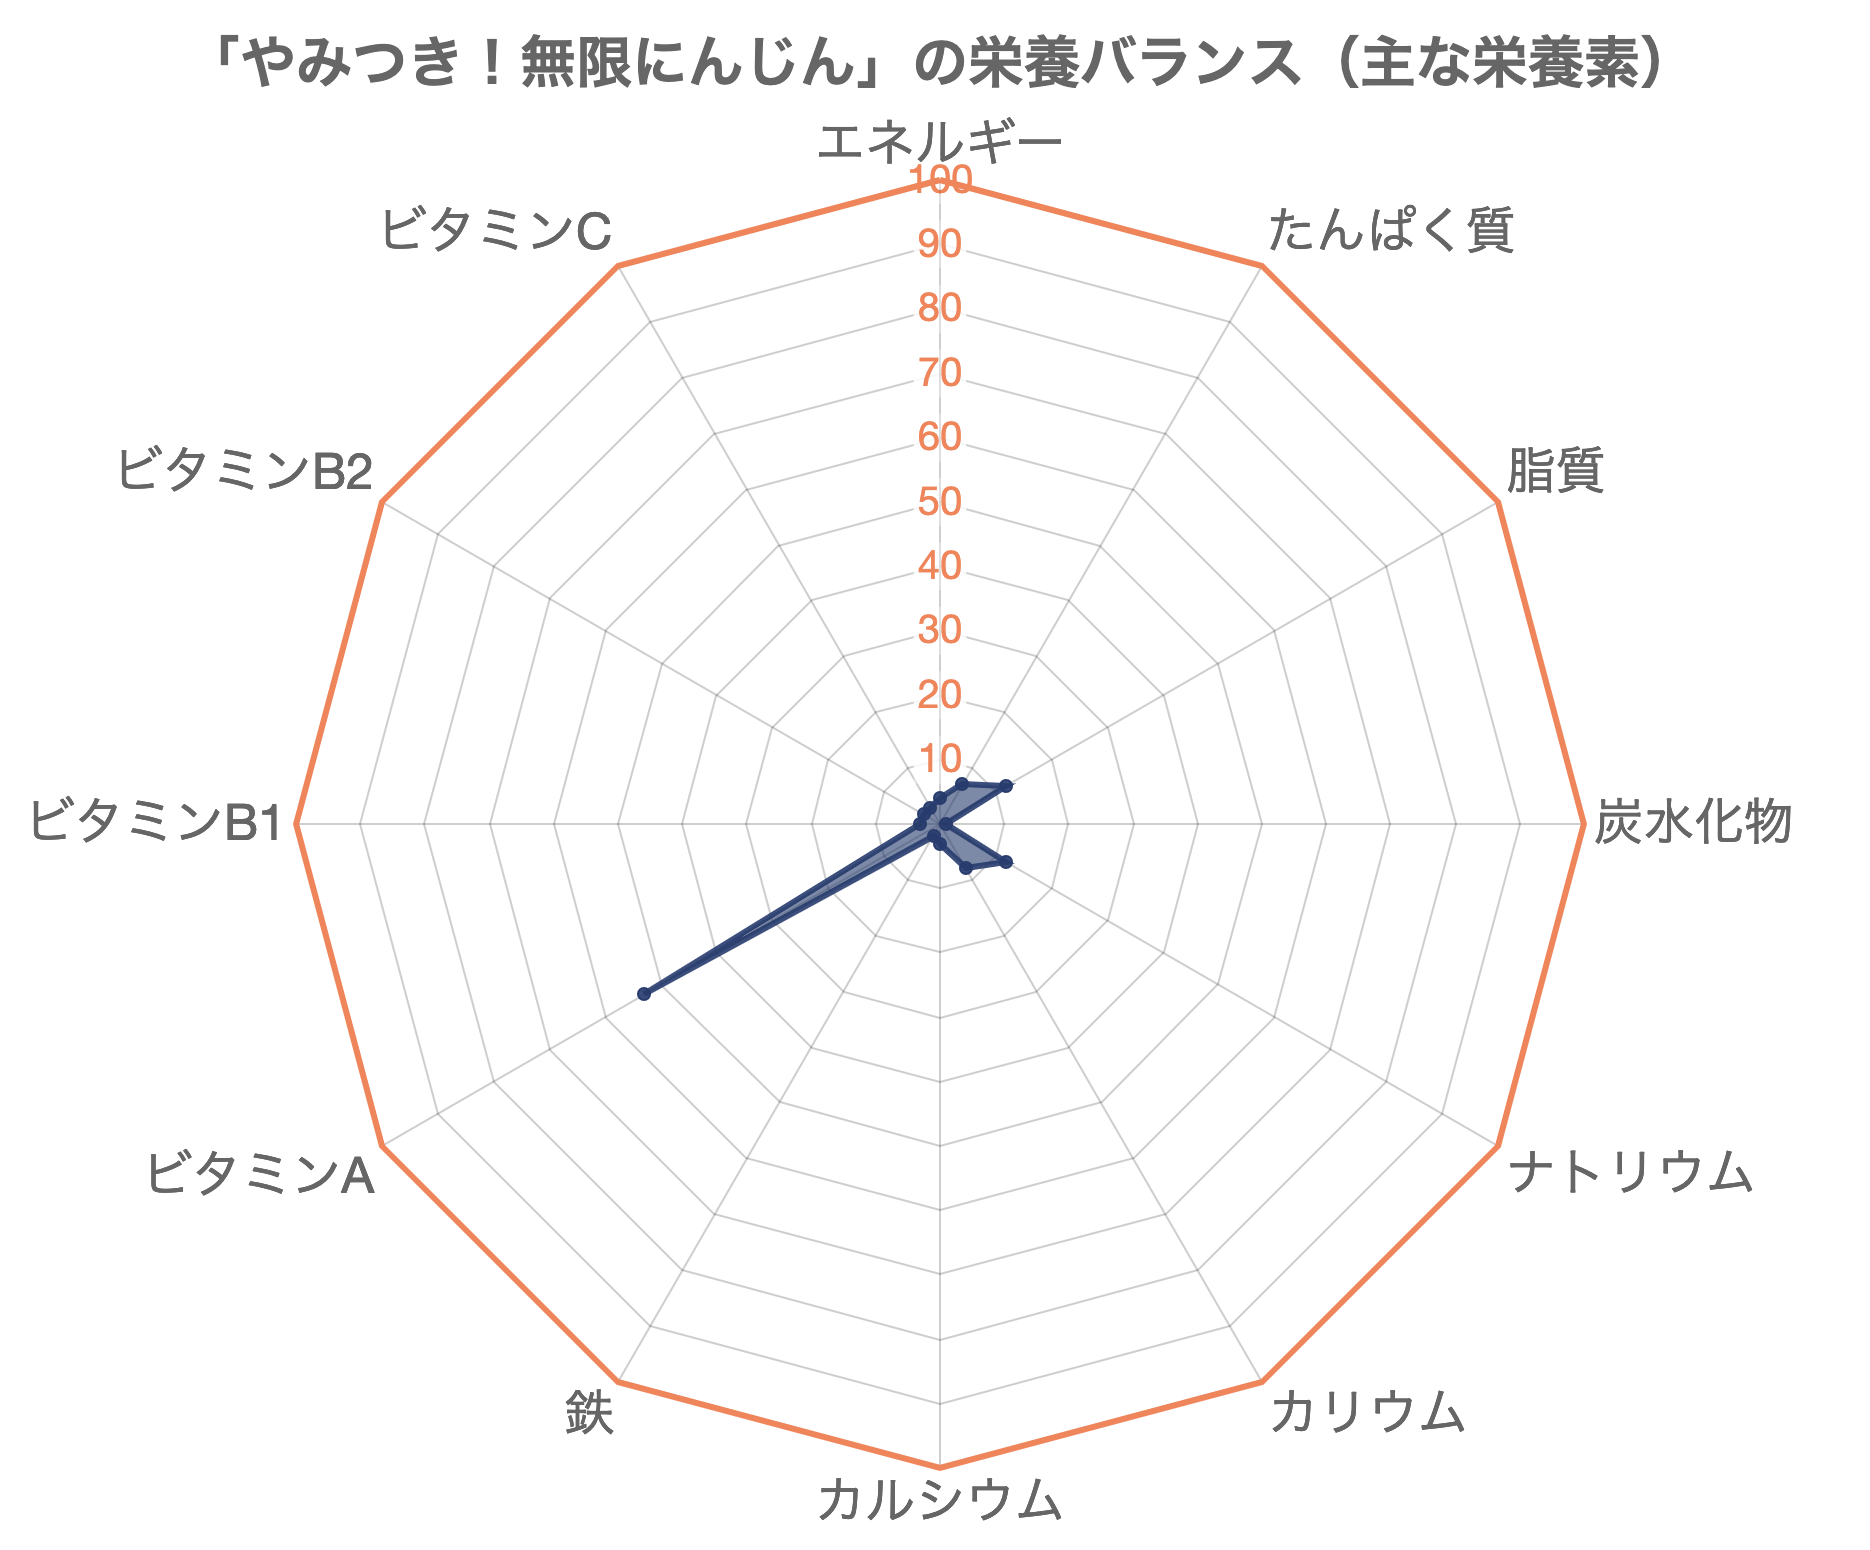 「やみつき！無限にんじん」の栄養バランス（主な栄養素）
エネルギー
100
ビタミンC
たんぱく質
90
80
70
60
ビタミンB2
脂質
50
40
30
20
10
ビタミンB1
炭水化物
ビタミンA
ナトリウム
鉄
カリウム
カルシウム